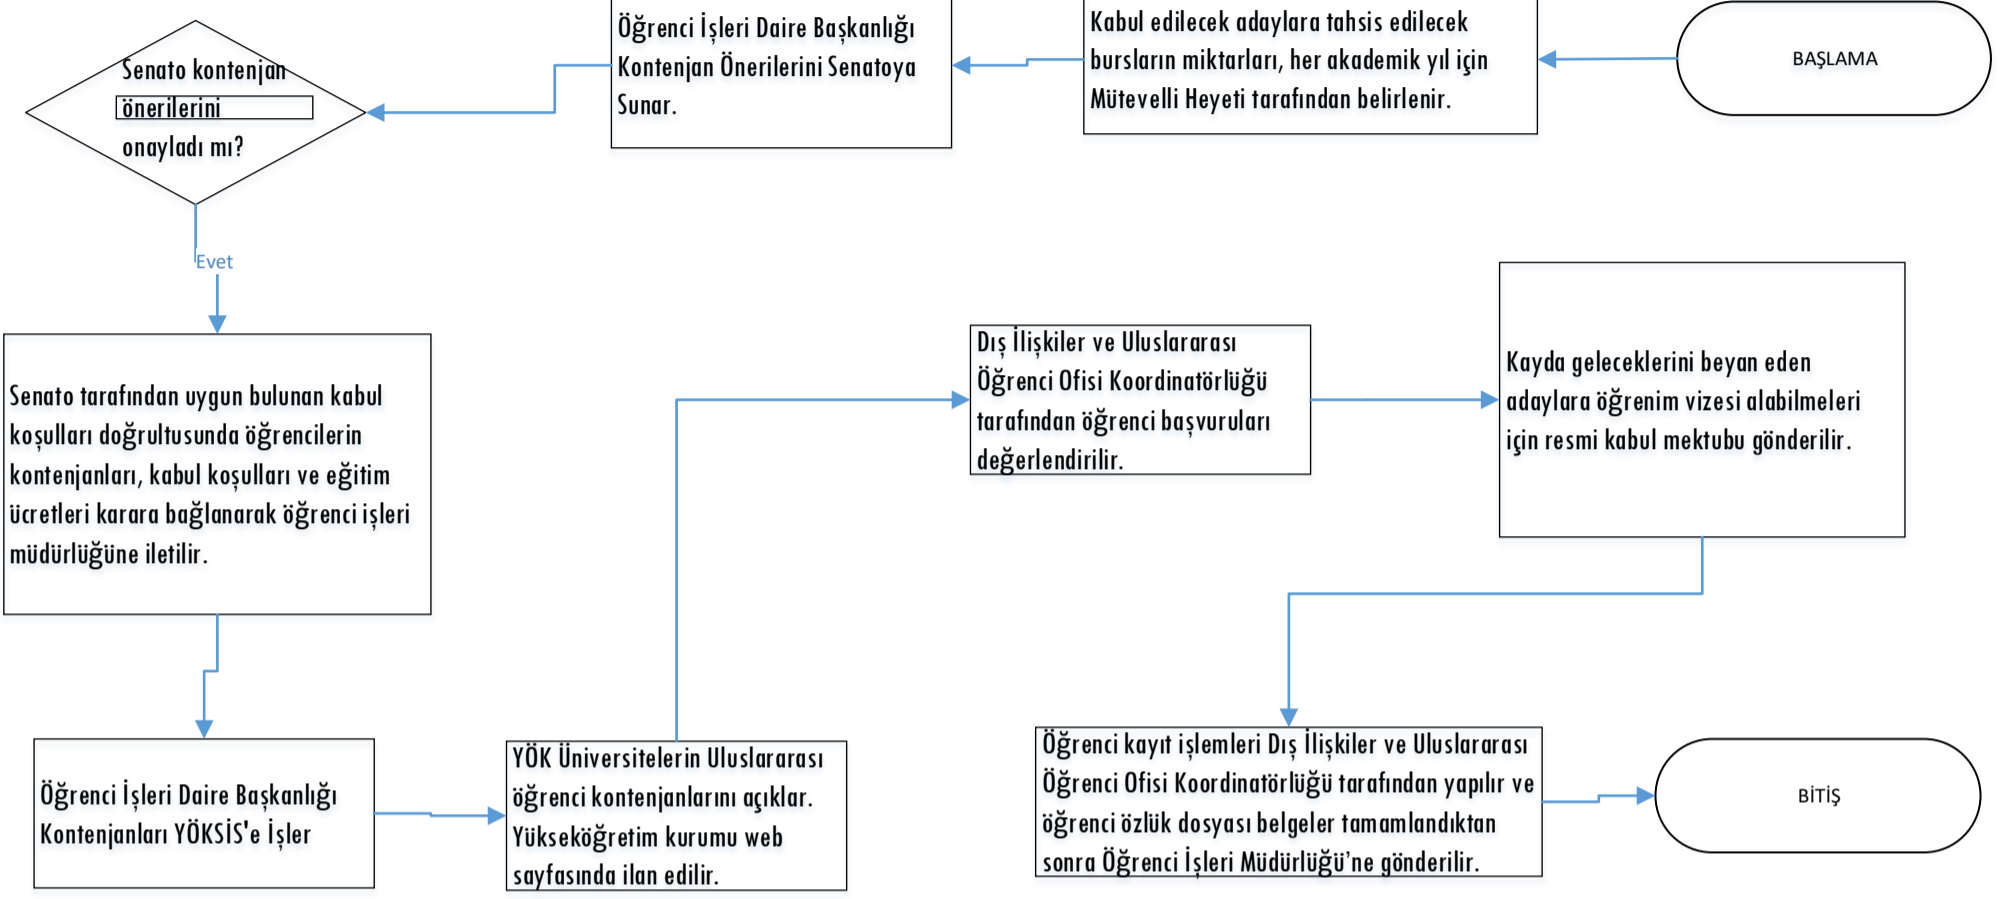 BAŞLAMA
Kabul edilecek adaylara tahsis edilecek
bursların miktarları, her akademik yıl için
Mütevelli Heyeti tarafından belirlenir.
Öğrenci İşleri Daire Başkanlığı
Kontenjan Önerilerini Senatoya
Sunar.
Senato kontenjan
önerilerini
onayladı mı?
Evet
Senato tarafından uygun bulunan kabul
koşulları doğrultusunda öğrencilerin
kontenjanları, kabul koşulları ve eğitim
ücretleri karara bağlanarak öğrenci işleri
müdürlüğüne iletilir.
Öğrenci İşleri Daire Başkanlığı
Kontenjanları YÖKSİS'e İşler
YÖK Üniversitelerin Uluslararası
öğrenci kontenjanlarını açıklar.
Yükseköğretim kurumu web
sayfasında ilan edilir.
Dış İlişkiler ve Uluslararası
Öğrenci Ofisi Koordinatörlüğü
tarafından öğrenci başvuruları
değerlendirilir.
Kayda geleceklerini beyan eden
adaylara öğrenim vizesi alabilmeleri
için resmi kabul mektubu gönderilir.
Öğrenci kayıt işlemleri Dış İlişkiler ve Uluslararası
Öğrenci Ofisi Koordinatörlüğü tarafından yapılır ve
öğrenci özlük dosyası belgeler tamamlandıktan
sonra Öğrenci İşleri Müdürlüğü’ne gönderilir.
BİTİŞ